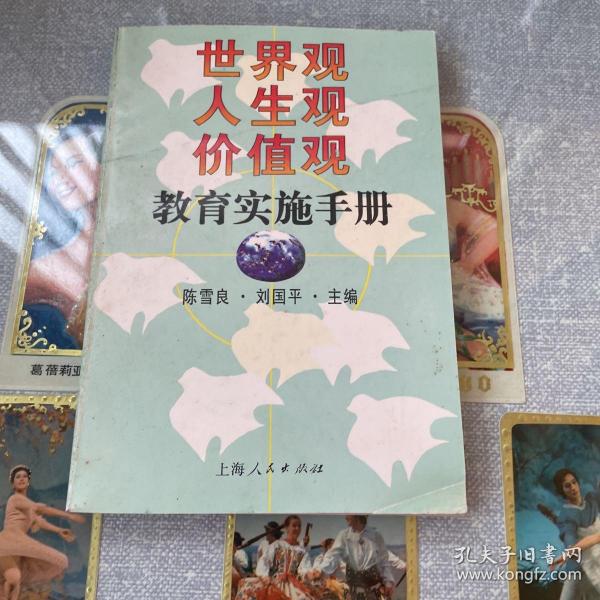 世界观
人生观
价值观
教育实施手册
陈雪良·刘国平·主编
上海人民出版社
葛蓓莉亚
孔夫子旧書网
www.kongfz.com